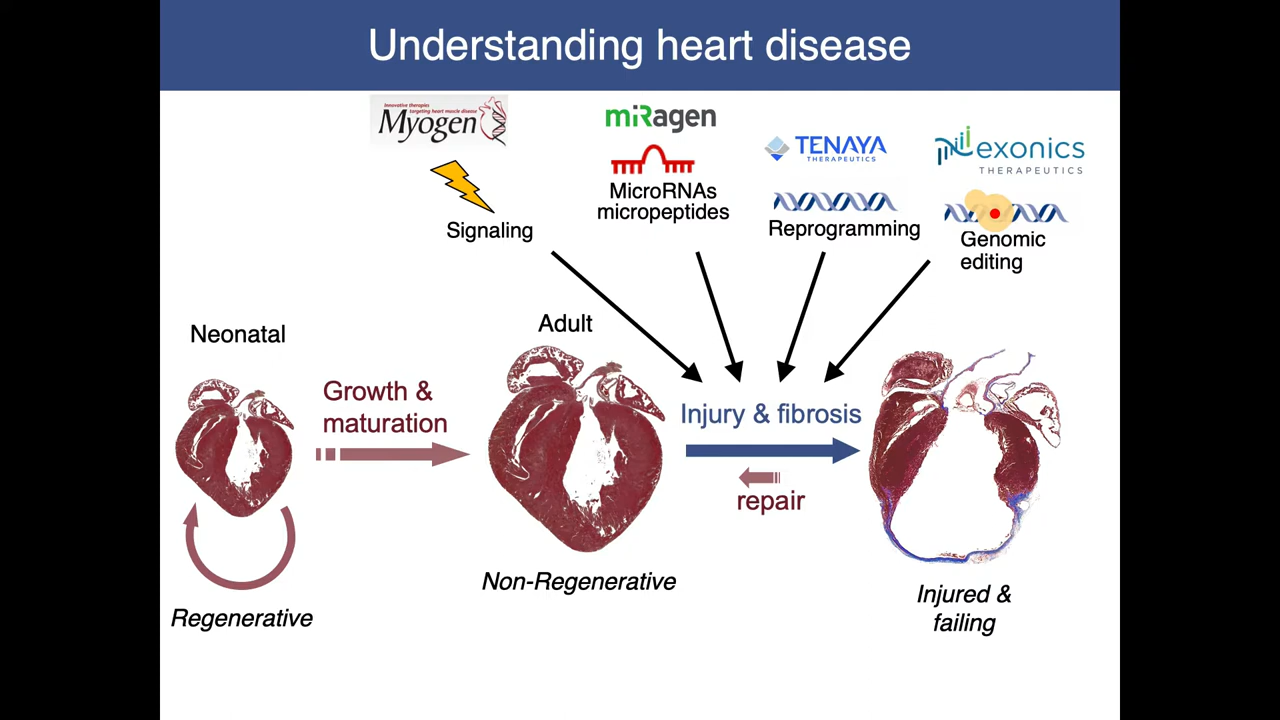 Understanding heart disease
Innovative therapies
targeting heart muscle disease
Myogen
miRagen
TENAYA
THERAPEUTICS
exonics
THERAPEUTICS
Signaling
MicroRNAs
micropeptides
Reprogramming
Genomic
editing
Neonatal
Growth &
maturation
Adult
Injury & fibrosis
repair
Regenerative
Non-Regenerative
Injured &
failing